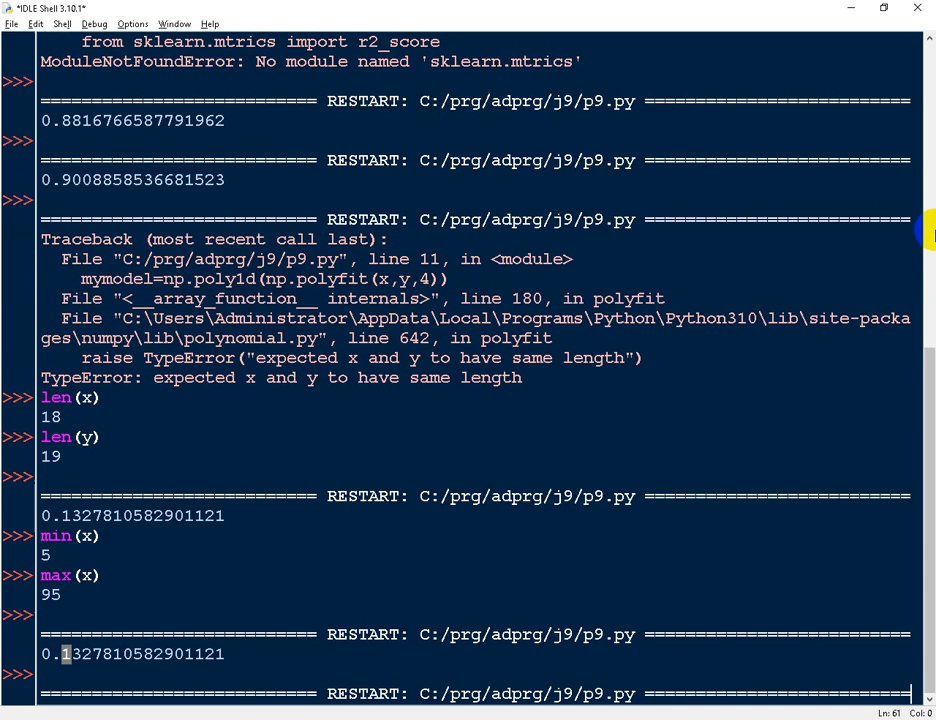 *IDLE Shell 3.10.1*
File Edit Shell Debug Options Window Help
from sklearn.mtrics import r2_score
ModuleNotFoundError: No module named 'sklearn.mtrics'
>>>
============================ RESTART: C:/prg/adprg/j9/p9.py ===========================
0.8816766587791962
>>>
============================ RESTART: C:/prg/adprg/j9/p9.py ===========================
0.9008858536681523
>>>
============================ RESTART: C:/prg/adprg/j9/p9.py ===========================
Traceback (most recent call last):
File "C:/prg/adprg/j9/p9.py", line 11, in <module>
mymodel=np.poly1d(np.polyfit(x,y,4))
File "<__array_function__ internals>", line 180, in polyfit
File "C:\Users\Administrator\AppData\Local\Programs\Python\Python310\lib\site-packa
ges\numpy\lib\polynomial.py", line 642, in polyfit
raise TypeError("expected x and y to have same length")
TypeError: expected x and y to have same length
>>> len(x)
18
>>> len(y)
19
>>>
============================ RESTART: C:/prg/adprg/j9/p9.py ===========================
0.1327810582901121
>>> min(x)
5
>>> max(x)
95
>>>
============================ RESTART: C:/prg/adprg/j9/p9.py ===========================
0.1327810582901121
>>>
============================ RESTART: C:/prg/adprg/j9/p9.py ===========================
Ln: 61 Col: 0